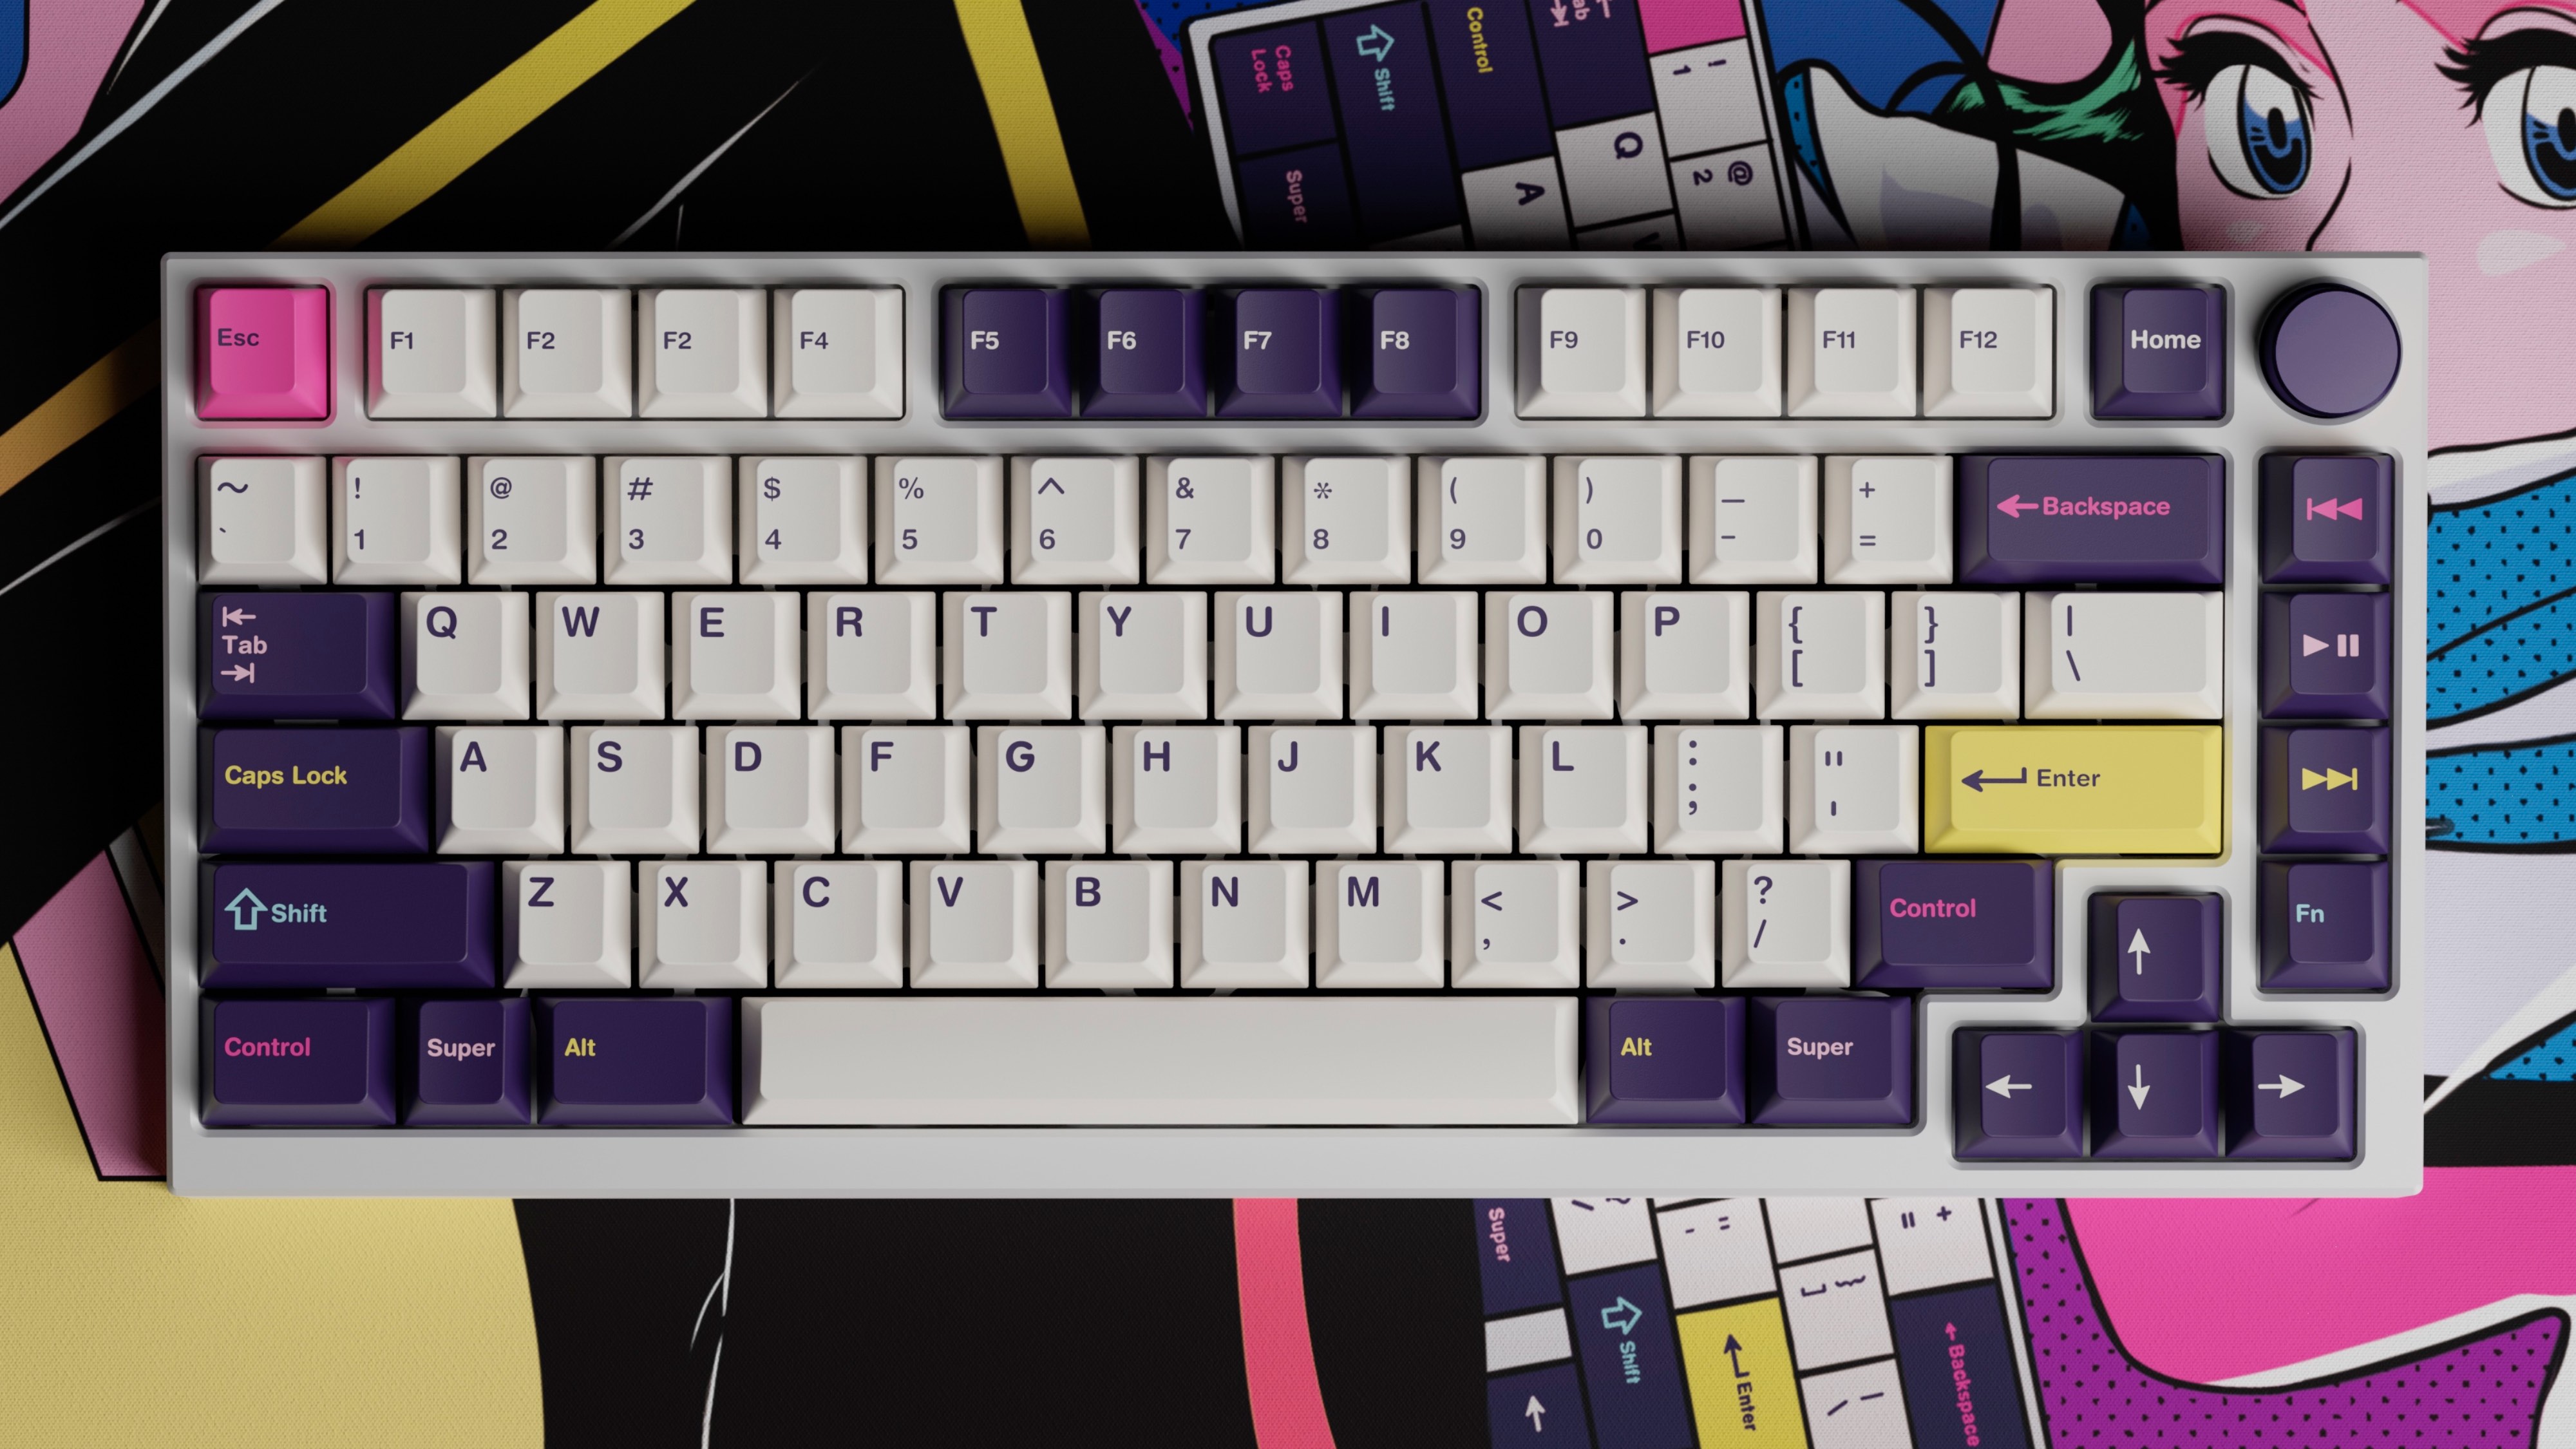 Caps
Lock
Shift
Control
Tab
! 1
Super
A
Q
@ 2
Esc F1 F2 F2 F4 F5 F6 F7 F8 F9 F10 F11 F12 Home
~ ! @ # $ % ^ & * ( ) _ + ←Backspace
` 1 2 3 4 5 6 7 8 9 0 - =
Tab Q W E R T Y U I O P { } |
[ ] \
Caps Lock A S D F G H J K L : " Enter
; '
Shift Z X C V B N M < > ? Control Fn
, . /
Control Super Alt Alt Super
↑
← ↓ →
Super
Shift
Enter
" '
} ]
| \
+ =
←Backspace